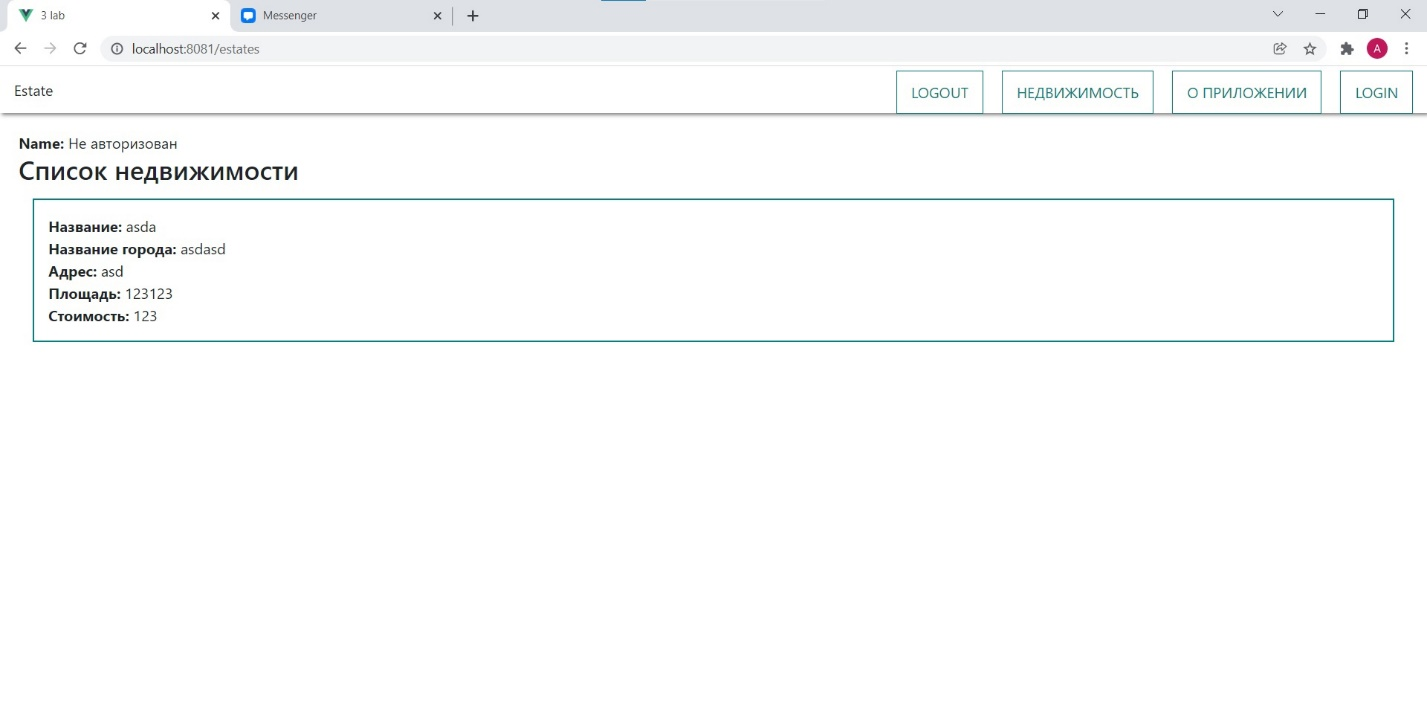 3 lab
Messenger
localhost:8081/estates
A
Estate
LOGOUT
НЕДВИЖИМОСТЬ
О ПРИЛОЖЕНИИ
LOGIN
Name: Не авторизован
Список недвижимости
Название: asda
Название города: asdasd
Адрес: asd
Площадь: 123123
Стоимость: 123